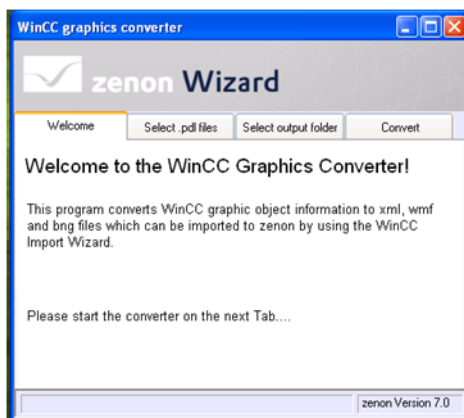 WinCC graphics converter
zenon Wizard
Welcome
Select .pdl files
Select output folder
Convert
Welcome to the WinCC Graphics Converter!
This program converts WinCC graphic object information to xml, wmf
and bng files which can be imported to zenon by using the WinCC
Import Wizard.
Please start the converter on the next Tab....
zenon Version 7.0